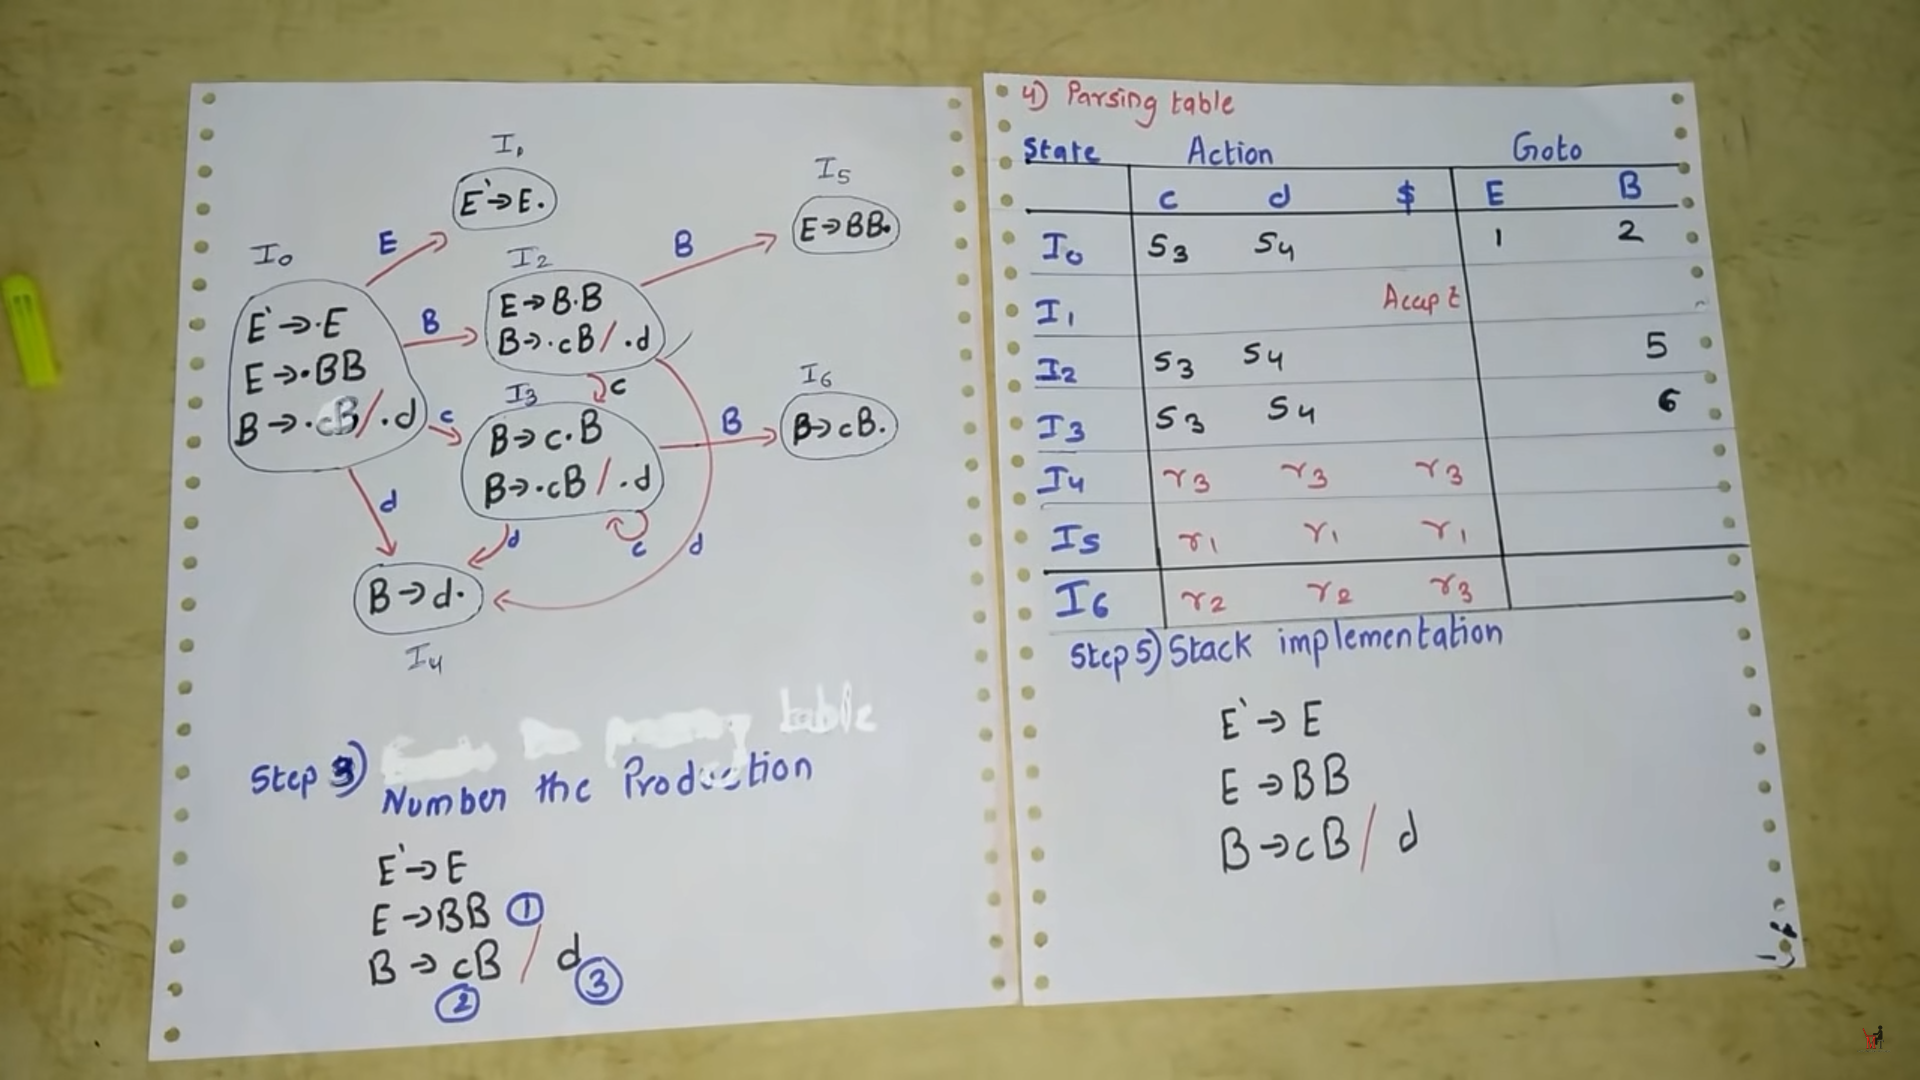 I1
E`→E.
I5
E→BB.
E
B
I0
I2
E`→.E
E→.BB
B→.cB/.d
B
E→B.B
B→.cB/.d
c
c
I3
B→c.B
B→.cB/.d
B
I6
B→cB.
d
d
c
d
B→d.
I4
table
Step 3)
Number the Production
E`→E
E→BB ①
B→cB / d
② ③
4) Parsing table
State Action Goto
c d $ E B
I0 S3 S4 1 2
I1 Accept
I2 S3 S4 5
I3 S3 S4 6
I4 r3 r3 r3
I5 r1 r1 r1
I6 r2 r2 r3
Step 5) Stack implementation
E`→E
E→BB
B→cB/ d